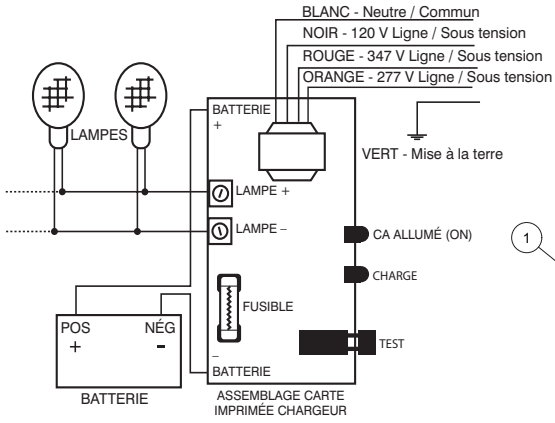 BLANC - Neutre / Commun
NOIR - 120 V Ligne / Sous tension
ROUGE - 347 V Ligne / Sous tension
ORANGE - 277 V Ligne / Sous tension
VERT - Mise à la terre
LAMPES
BATTERIE
+
LAMPE +
LAMPE –
CA ALLUMÉ (ON)
1
CHARGE
FUSIBLE
TEST
POS
NÉG
+
-
BATTERIE
–
BATTERIE
ASSEMBLAGE CARTE
IMPRIMÉE CHARGEUR